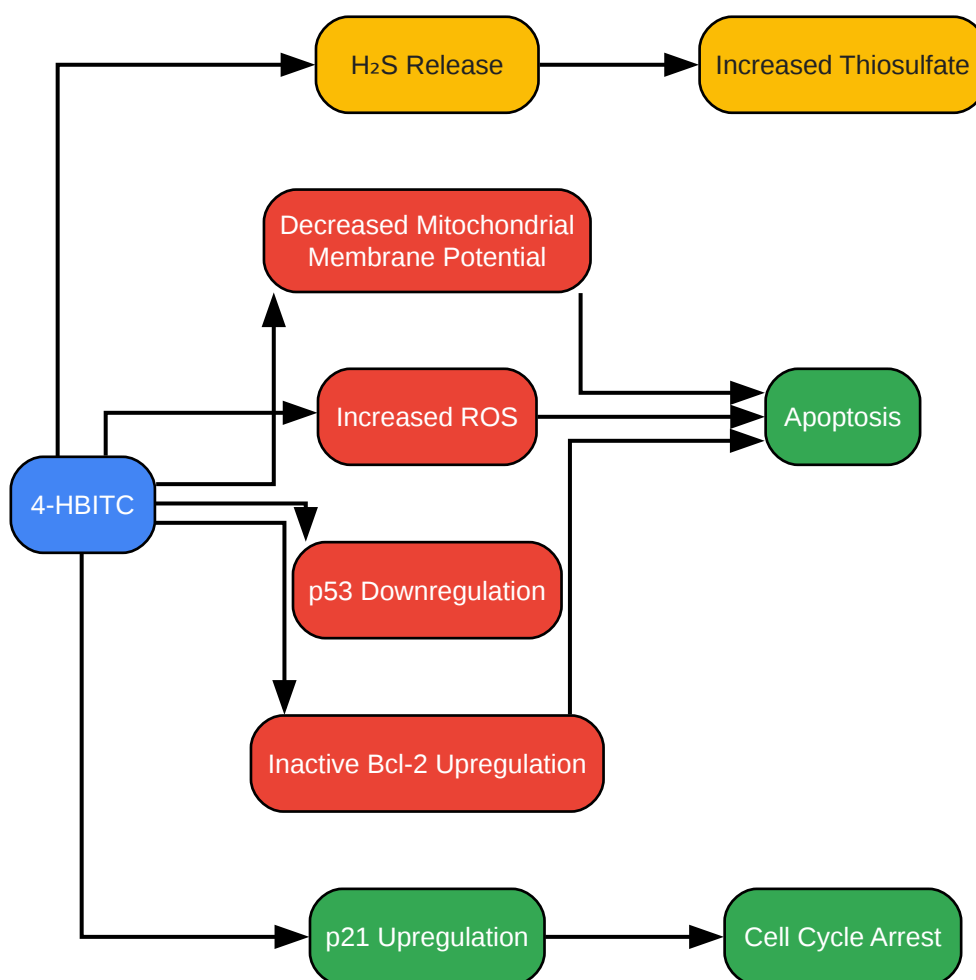 H₂S Release
Increased Thiosulfate
Decreased Mitochondrial
Membrane Potential
Increased ROS
Apoptosis
4-HBITC
p53 Downregulation
Inactive Bcl-2 Upregulation
p21 Upregulation
Cell Cycle Arrest